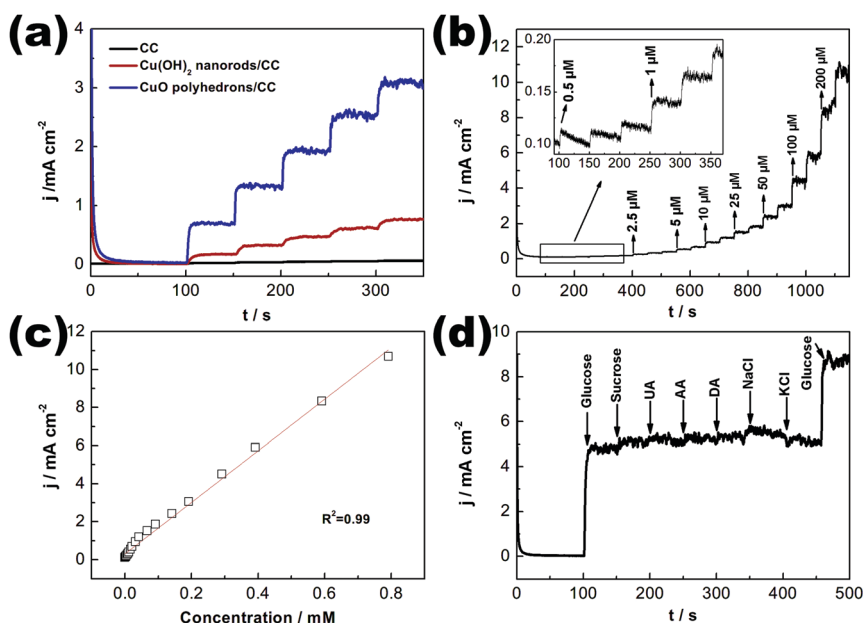 (a)
4
3
2
1
0
j /mA cm-2
CC
Cu(OH)2 nanorods/CC
CuO polyhedrons/CC
0 100 200 300
t / s
(b)
12
10
8
6
4
2
0
j / mA cm-2
0.20
0.15
0.10
0.5 μM
1 μM
100 150 200 250 300 350
2.5 μM
5 μM
10 μM
25 μM
50 μM
100 μM
200 μM
0 200 400 600 800 1000
t / s
(c)
12
10
8
6
4
2
0
j / mA cm-2
R2=0.99
0.0 0.2 0.4 0.6 0.8
Concentration / mM
(d)
10
8
6
4
2
0
j / mA cm-2
Glucose
Sucrose
UA
AA
DA
NaCl
KCl
Glucose
0 100 200 300 400 500
t / s